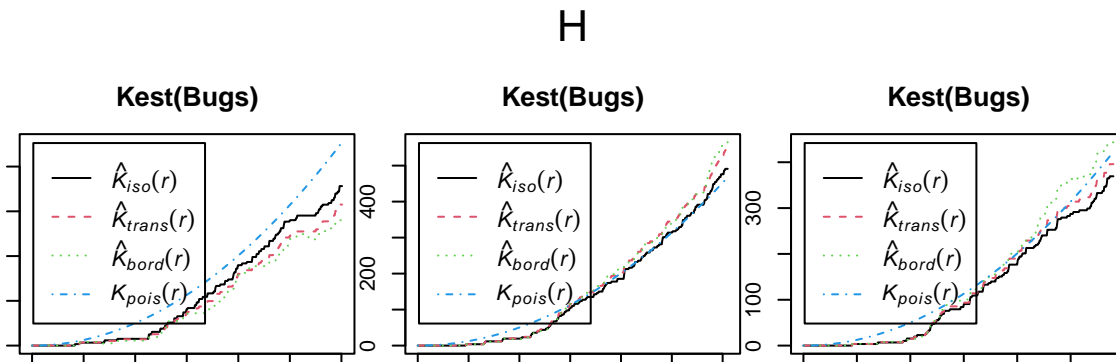 H
Kest(Bugs)
K̂iso(r)
K̂trans(r)
K̂bord(r)
Kpois(r)
Kest(Bugs)
0 200 400
K̂iso(r)
K̂trans(r)
K̂bord(r)
Kpois(r)
Kest(Bugs)
0 100 300
K̂iso(r)
K̂trans(r)
K̂bord(r)
Kpois(r)